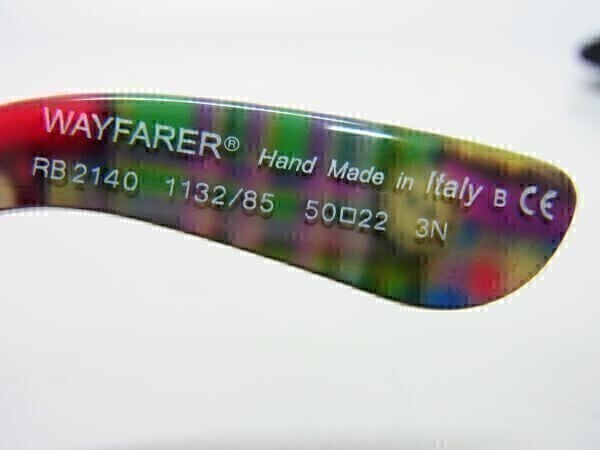 WAYFARER® Hand Made in Italy B CE
RB2140 1132/85 50□22 3N